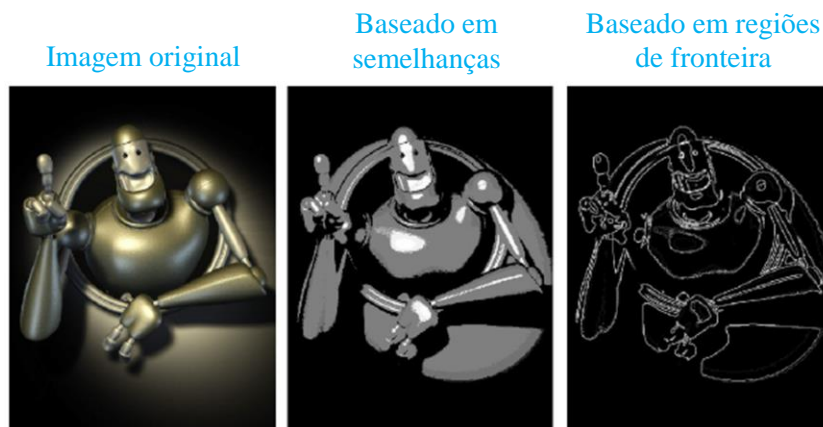 Imagem original
Baseado em
semelhanças
Baseado em regiões
de fronteira